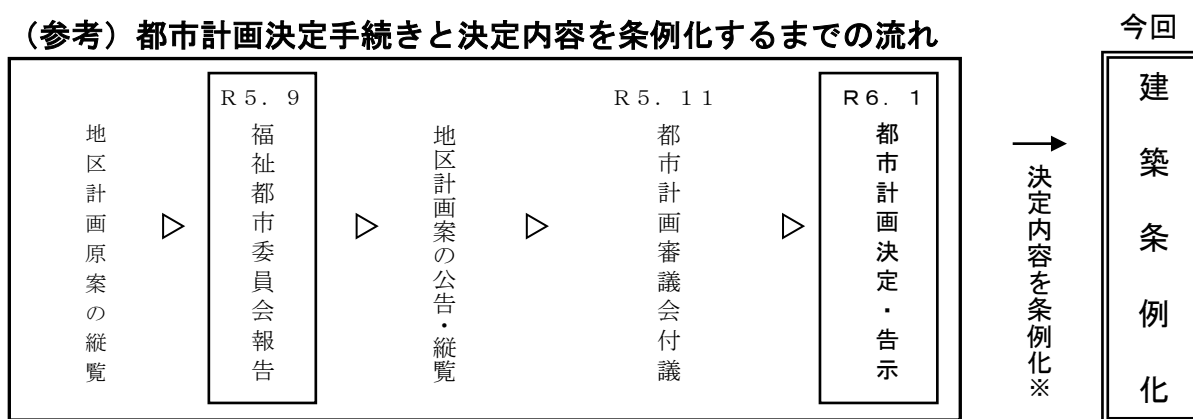 （参考）都市計画決定手続きと決定内容を条例化するまでの流れ
地区計画原案の縦覧
▷
Ｒ５．９
福祉都市委員会報告
▷
地区計画案の公告・縦覧
▷
Ｒ５．１１
都市計画審議会付議
▷
Ｒ６．１
都市計画決定・告示
→
決定内容を条例化※
今回
建築条例化